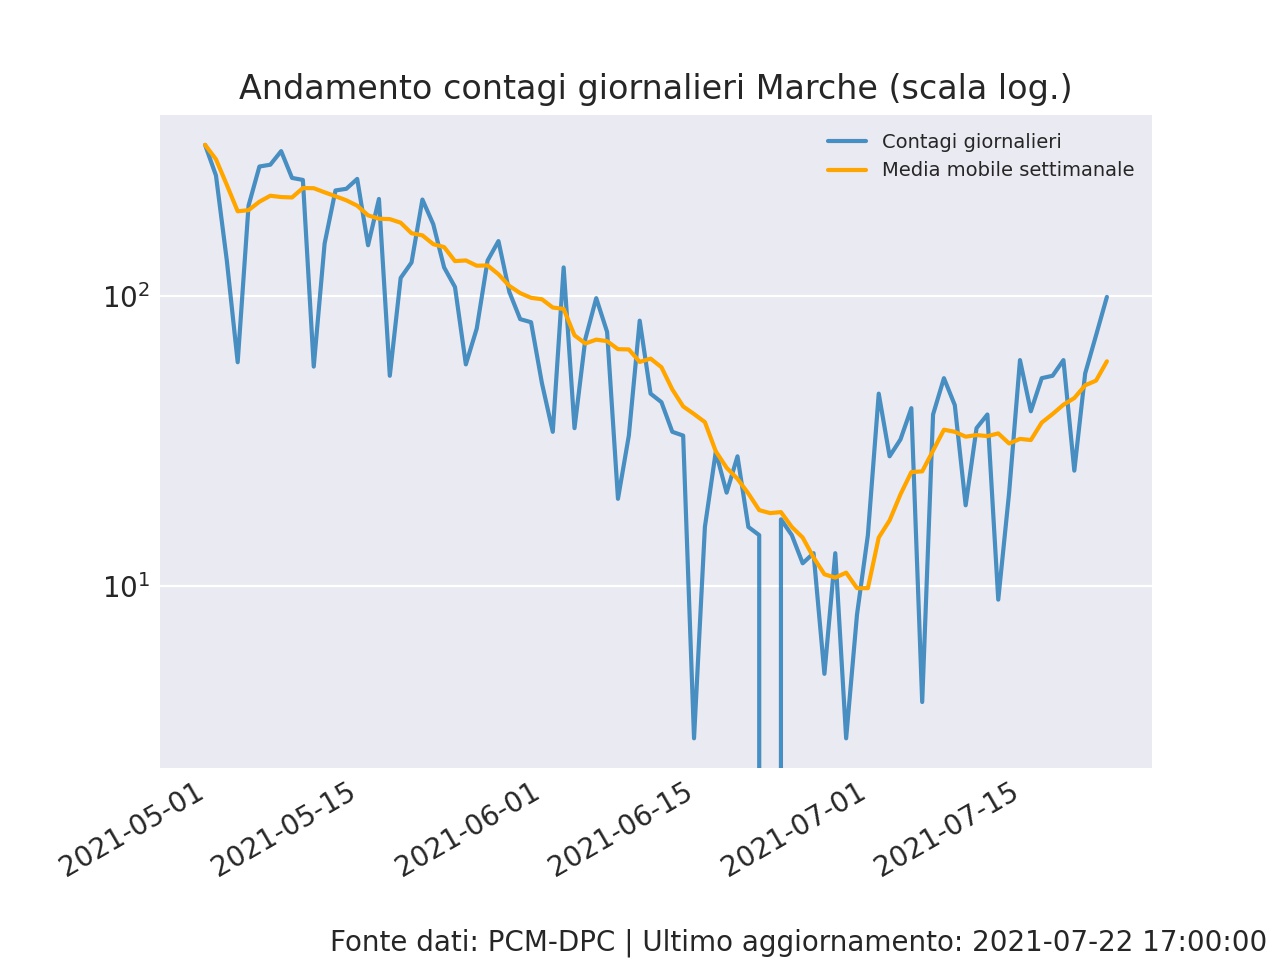 Andamento contagi giornalieri Marche (scala log.)
Contagi giornalieri
Media mobile settimanale
10²
10¹
2021-05-01
2021-05-15
2021-06-01
2021-06-15
2021-07-01
2021-07-15
Fonte dati: PCM-DPC | Ultimo aggiornamento: 2021-07-22 17:00:00